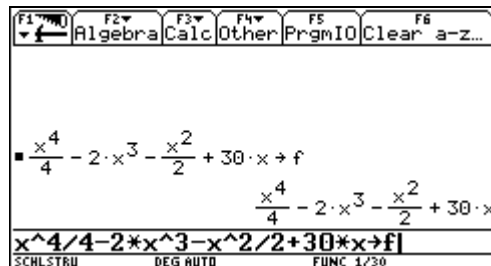 F1 F2 F3 F4 F5 F6
Algebra Calc Other PrgmIO Clear a-z…
▪ x^4/4 - 2·x^3 - x^2/2 + 30·x → f
x^4/4 - 2·x^3 - x^2/2 + 30·x
x^4/4-2*x^3-x^2/2+30*x→f
SCHLSTRU DEG AUTO FUNC 1/30